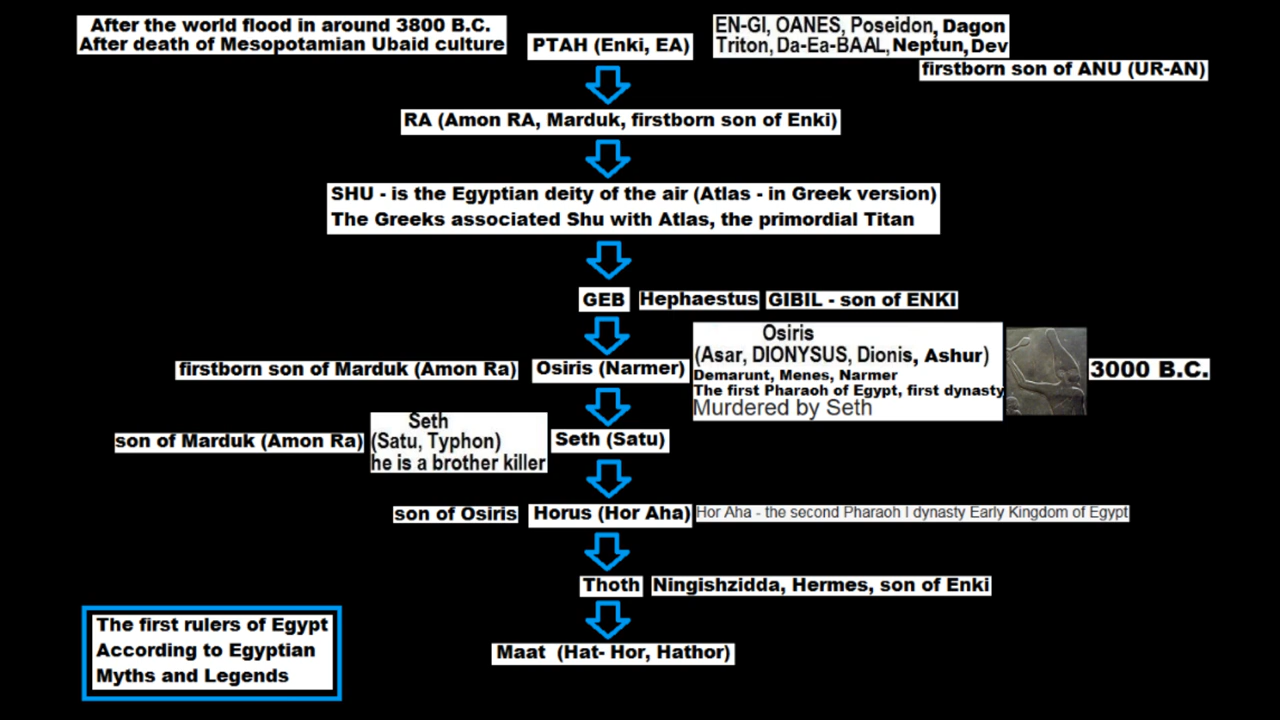 After the world flood in around 3800 B.C.
After death of Mesopotamian Ubaid culture
PTAH (Enki, EA)
EN-GI, OANES, Poseidon, Dagon
Triton, Da-Ea-BAAL, Neptun, Dev
firstborn son of ANU (UR-AN)
RA (Amon RA, Marduk, firstborn son of Enki)
SHU - is the Egyptian deity of the air (Atlas - in Greek version)
The Greeks associated Shu with Atlas, the primordial Titan
GEB
Hephaestus
GIBIL - son of ENKI
firstborn son of Marduk (Amon Ra)
Osiris (Narmer)
Osiris
(Asar, DIONYSUS, Dionis, Ashur)
Demarunt, Menes, Narmer
The first Pharaoh of Egypt, first dynasty
Murdered by Seth
3000 B.C.
son of Marduk (Amon Ra)
Seth
(Satu, Typhon)
he is a brother killer
Seth (Satu)
son of Osiris
Horus (Hor Aha)
Hor Aha - the second Pharaoh I dynasty Early Kingdom of Egypt
Thoth
Ningishzidda, Hermes, son of Enki
Maat (Hat- Hor, Hathor)
The first rulers of Egypt
According to Egyptian
Myths and Legends